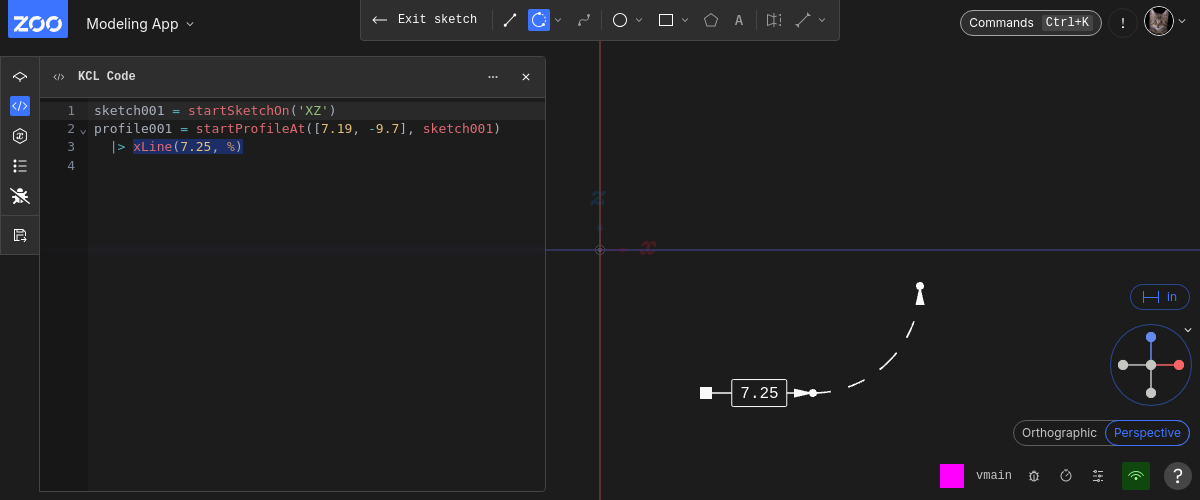 ZOO
Modeling App
Exit sketch
A
Commands Ctrl+K
!
KCL Code
1 sketch001 = startSketchOn('XZ')
2 profile001 = startProfileAt([7.19, -9.7], sketch001)
3 |> xLine(7.25, %)
4
z
x
in
7.25
Orthographic Perspective
vmain
?